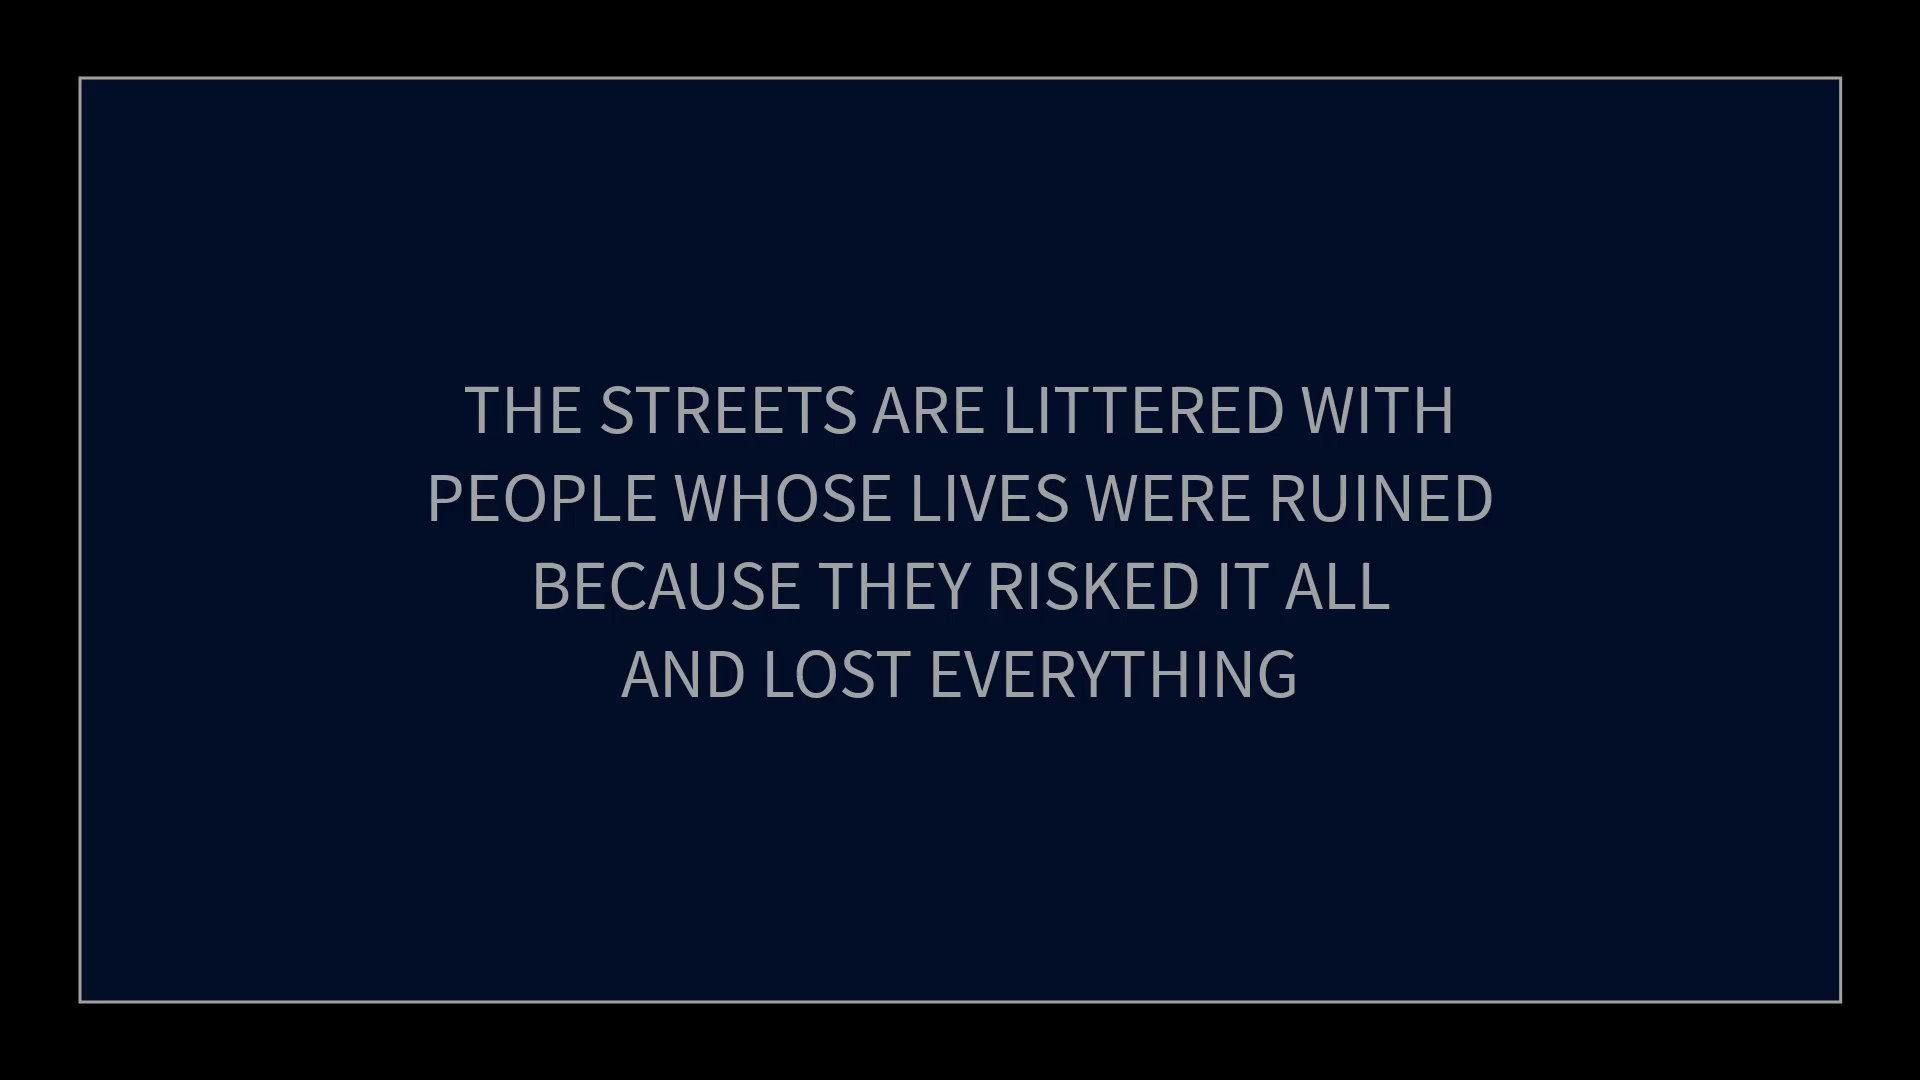 THE STREETS ARE LITTERED WITH
PEOPLE WHOSE LIVES WERE RUINED
BECAUSE THEY RISKED IT ALL
AND LOST EVERYTHING